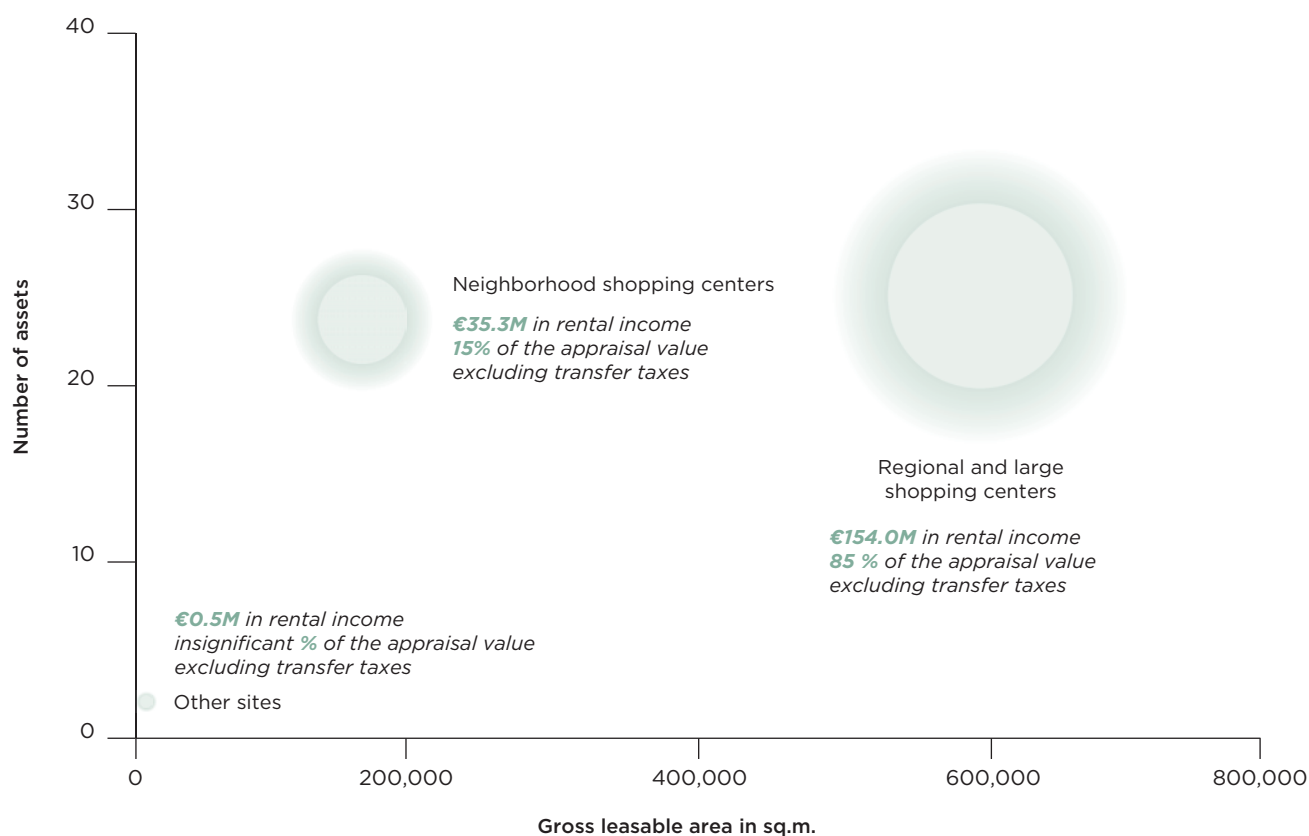 40
30
20
10
0
Number of assets
Neighborhood shopping centers
€35.3M in rental income
15% of the appraisal value
excluding transfer taxes
Regional and large
shopping centers
€154.0M in rental income
85 % of the appraisal value
excluding transfer taxes
€0.5M in rental income
insignificant % of the appraisal value
excluding transfer taxes
Other sites
0
200,000
400,000
600,000
800,000
Gross leasable area in sq.m.